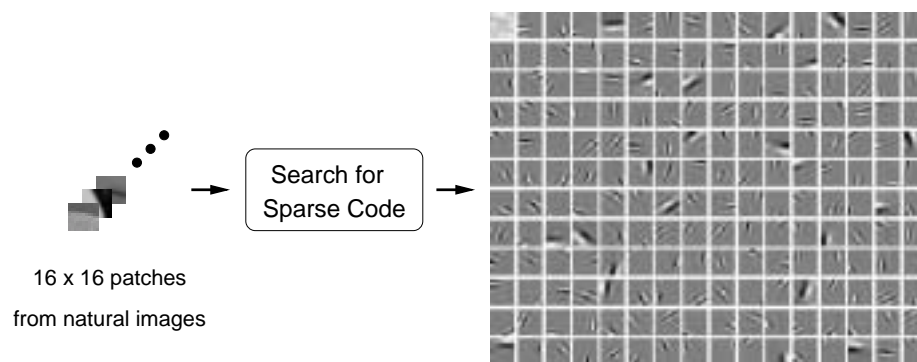 16 x 16 patches
from natural images
Search for
Sparse Code